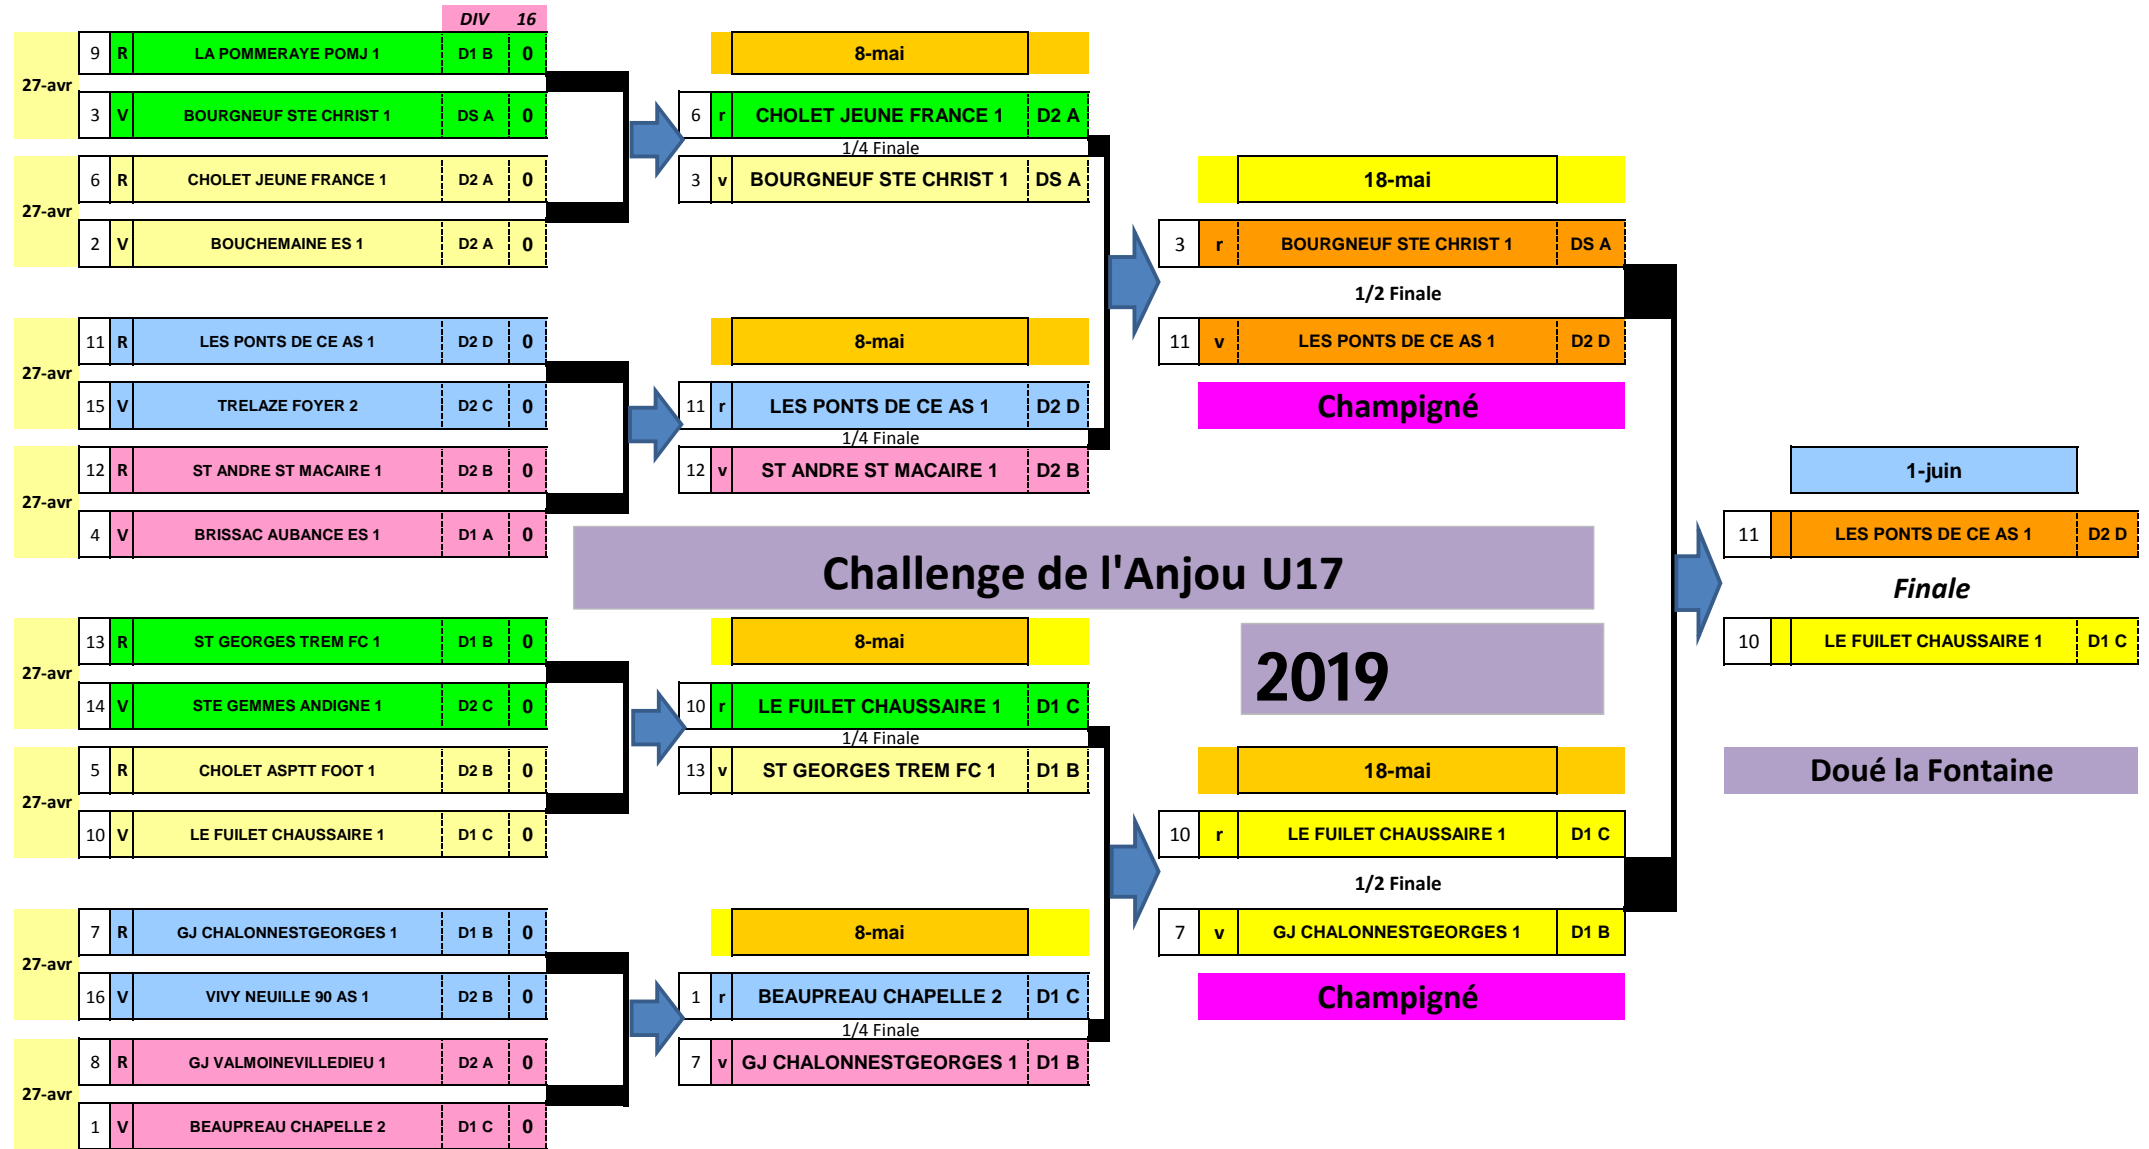 DIV 16
27-avr
9 R LA POMMERAYE POMJ 1 D1 B 0
3 V BOURGNEUF STE CHRIST 1 DS A 0
27-avr
6 R CHOLET JEUNE FRANCE 1 D2 A 0
2 V BOUCHEMAINE ES 1 D2 A 0
27-avr
11 R LES PONTS DE CE AS 1 D2 D 0
15 V TRELAZE FOYER 2 D2 C 0
27-avr
12 R ST ANDRE ST MACAIRE 1 D2 B 0
4 V BRISSAC AUBANCE ES 1 D1 A 0
27-avr
13 R ST GEORGES TREM FC 1 D1 B 0
14 V STE GEMMES ANDIGNE 1 D2 C 0
27-avr
5 R CHOLET ASPTT FOOT 1 D2 B 0
10 V LE FUILET CHAUSSAIRE 1 D1 C 0
27-avr
7 R GJ CHALONNESTGEORGES 1 D1 B 0
16 V VIVY NEUILLE 90 AS 1 D2 B 0
27-avr
8 R GJ VALMOINEVILLEDIEU 1 D2 A 0
1 V BEAUPREAU CHAPELLE 2 D1 C 0
8-mai
6 r CHOLET JEUNE FRANCE 1 D2 A
1/4 Finale
3 v BOURGNEUF STE CHRIST 1 DS A
8-mai
11 r LES PONTS DE CE AS 1 D2 D
1/4 Finale
12 v ST ANDRE ST MACAIRE 1 D2 B
Challenge de l'Anjou U17
2019
8-mai
10 r LE FUILET CHAUSSAIRE 1 D1 C
1/4 Finale
13 v ST GEORGES TREM FC 1 D1 B
8-mai
1 r BEAUPREAU CHAPELLE 2 D1 C
1/4 Finale
7 v GJ CHALONNESTGEORGES 1 D1 B
18-mai
3 r BOURGNEUF STE CHRIST 1 DS A
1/2 Finale
11 v LES PONTS DE CE AS 1 D2 D
Champigné
18-mai
10 r LE FUILET CHAUSSAIRE 1 D1 C
1/2 Finale
7 v GJ CHALONNESTGEORGES 1 D1 B
Champigné
1-juin
11 LES PONTS DE CE AS 1 D2 D
Finale
10 LE FUILET CHAUSSAIRE 1 D1 C
Doué la Fontaine